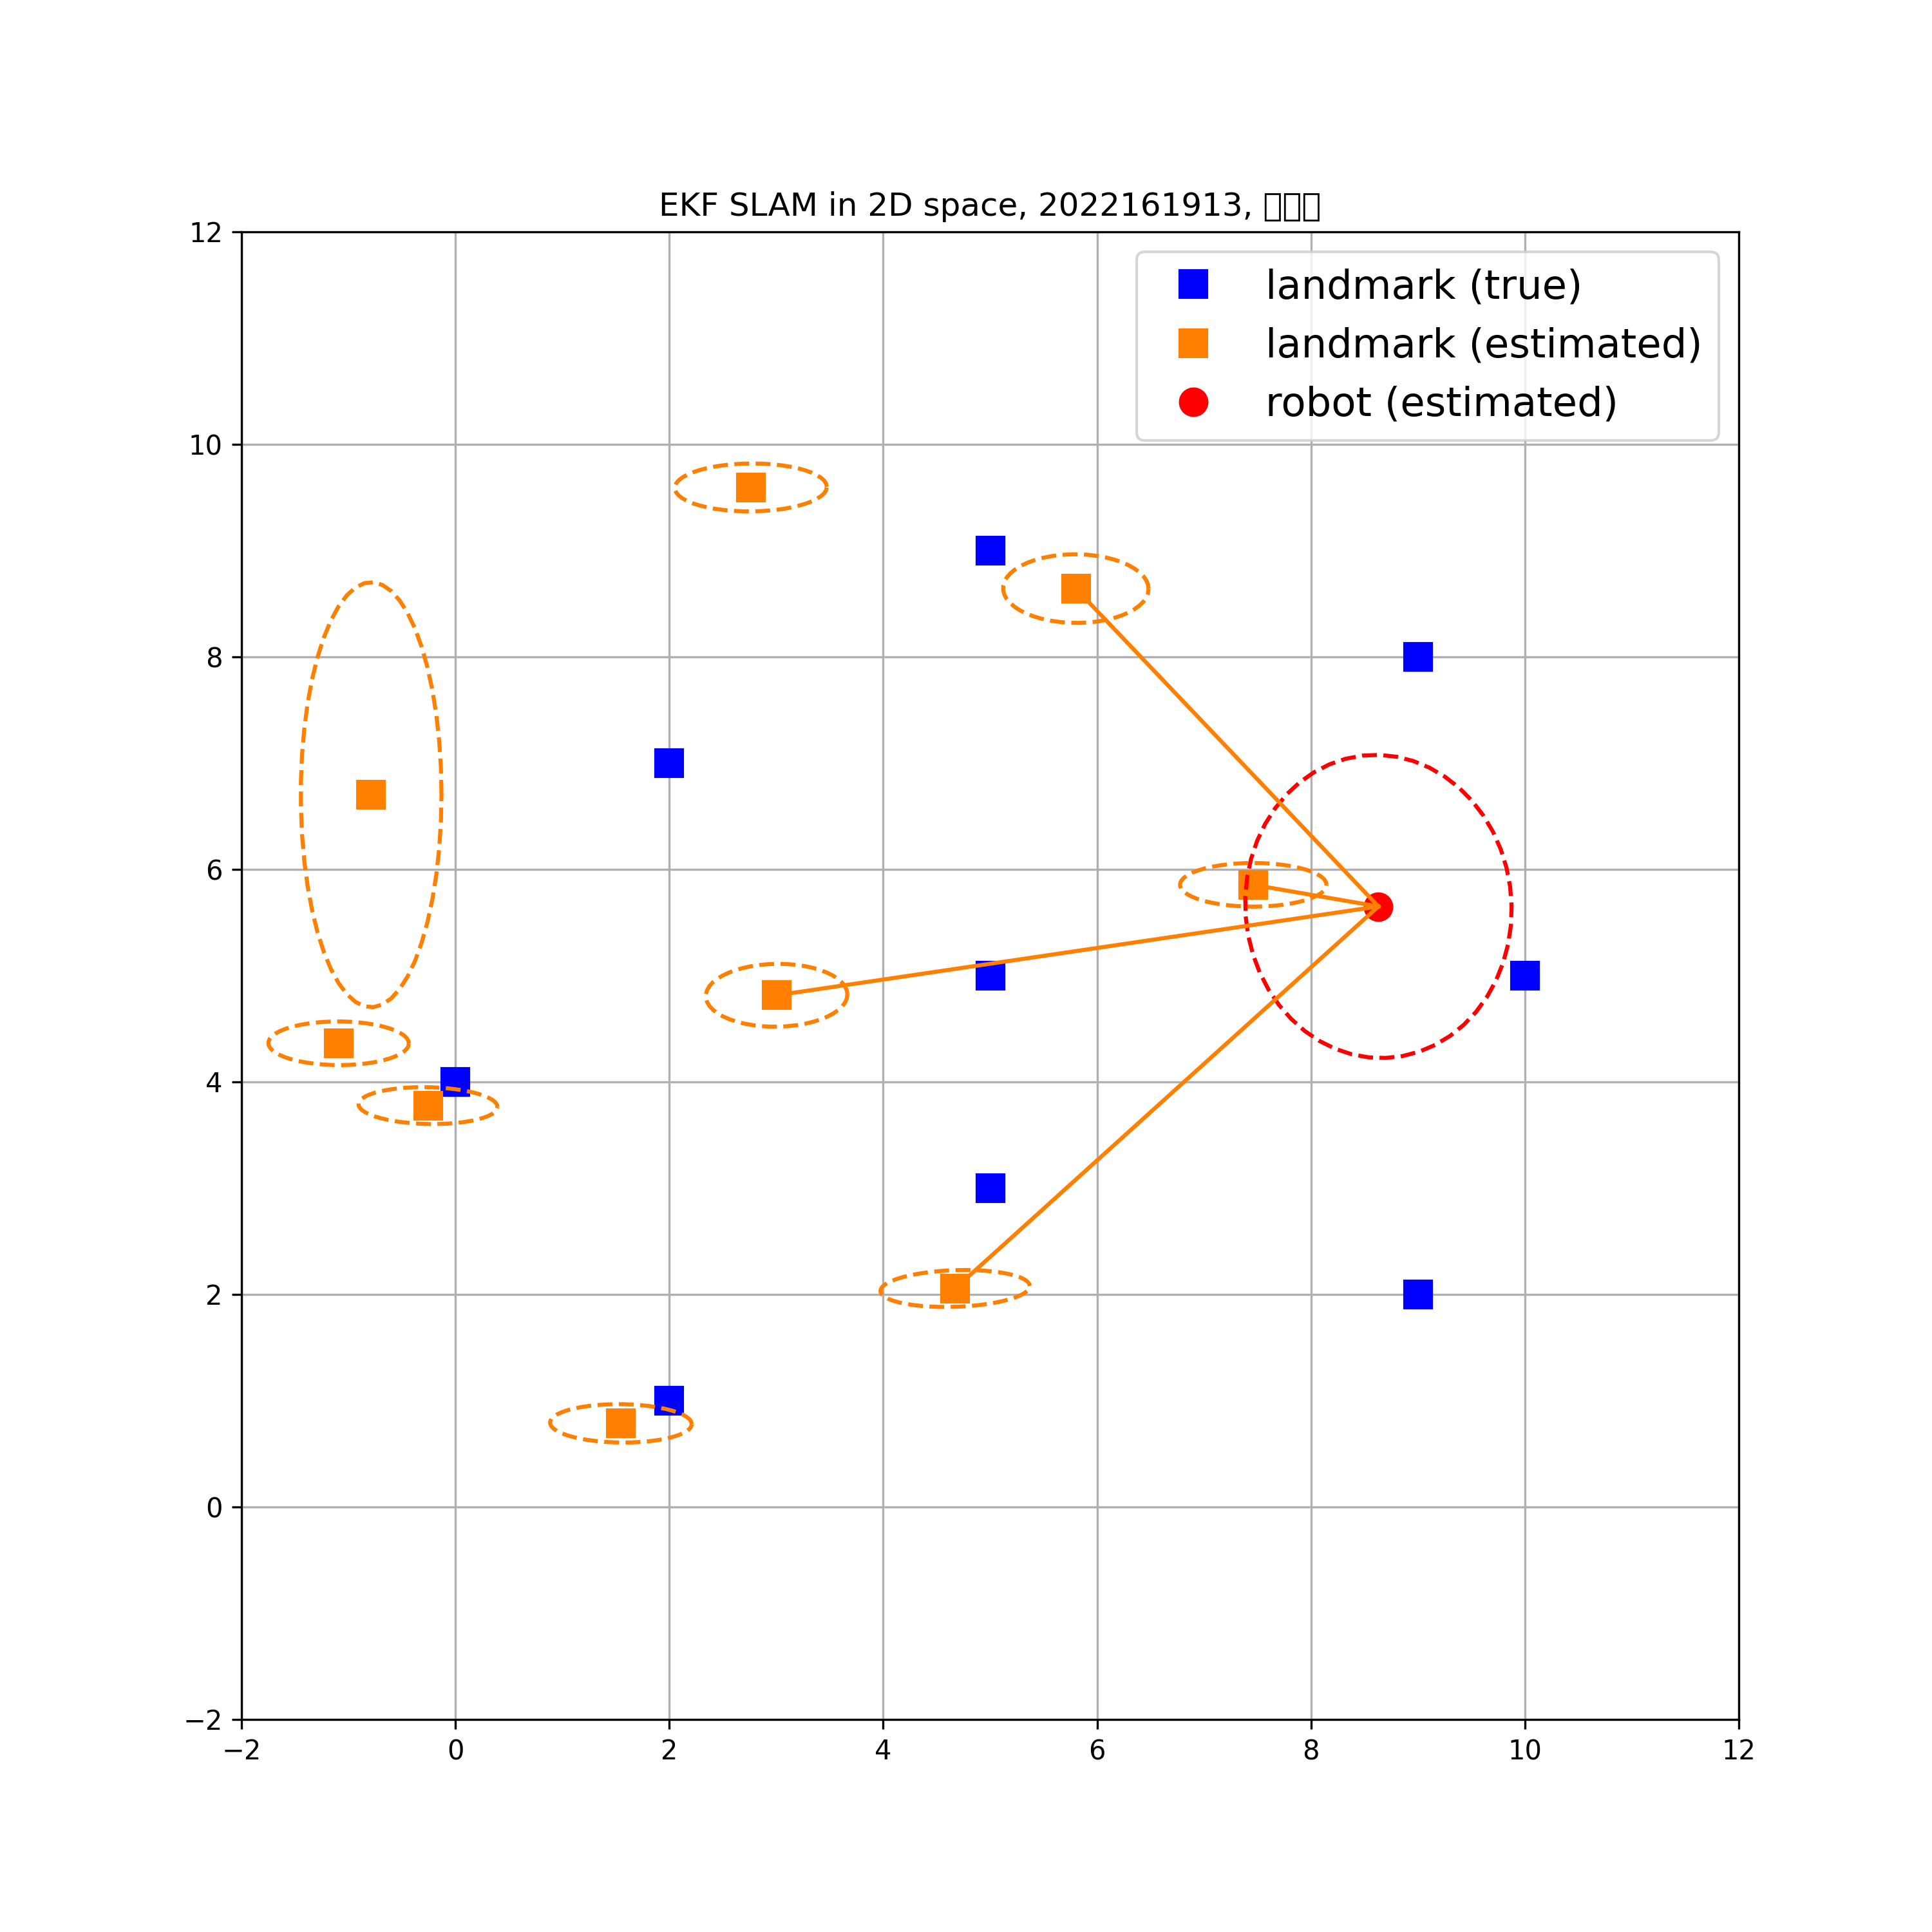 EKF SLAM in 2D space, 2022161913,
12
landmark (true)
landmark (estimated)
robot (estimated)
10
8
6
4
2
0
−2
−2 0 2 4 6 8 10 12